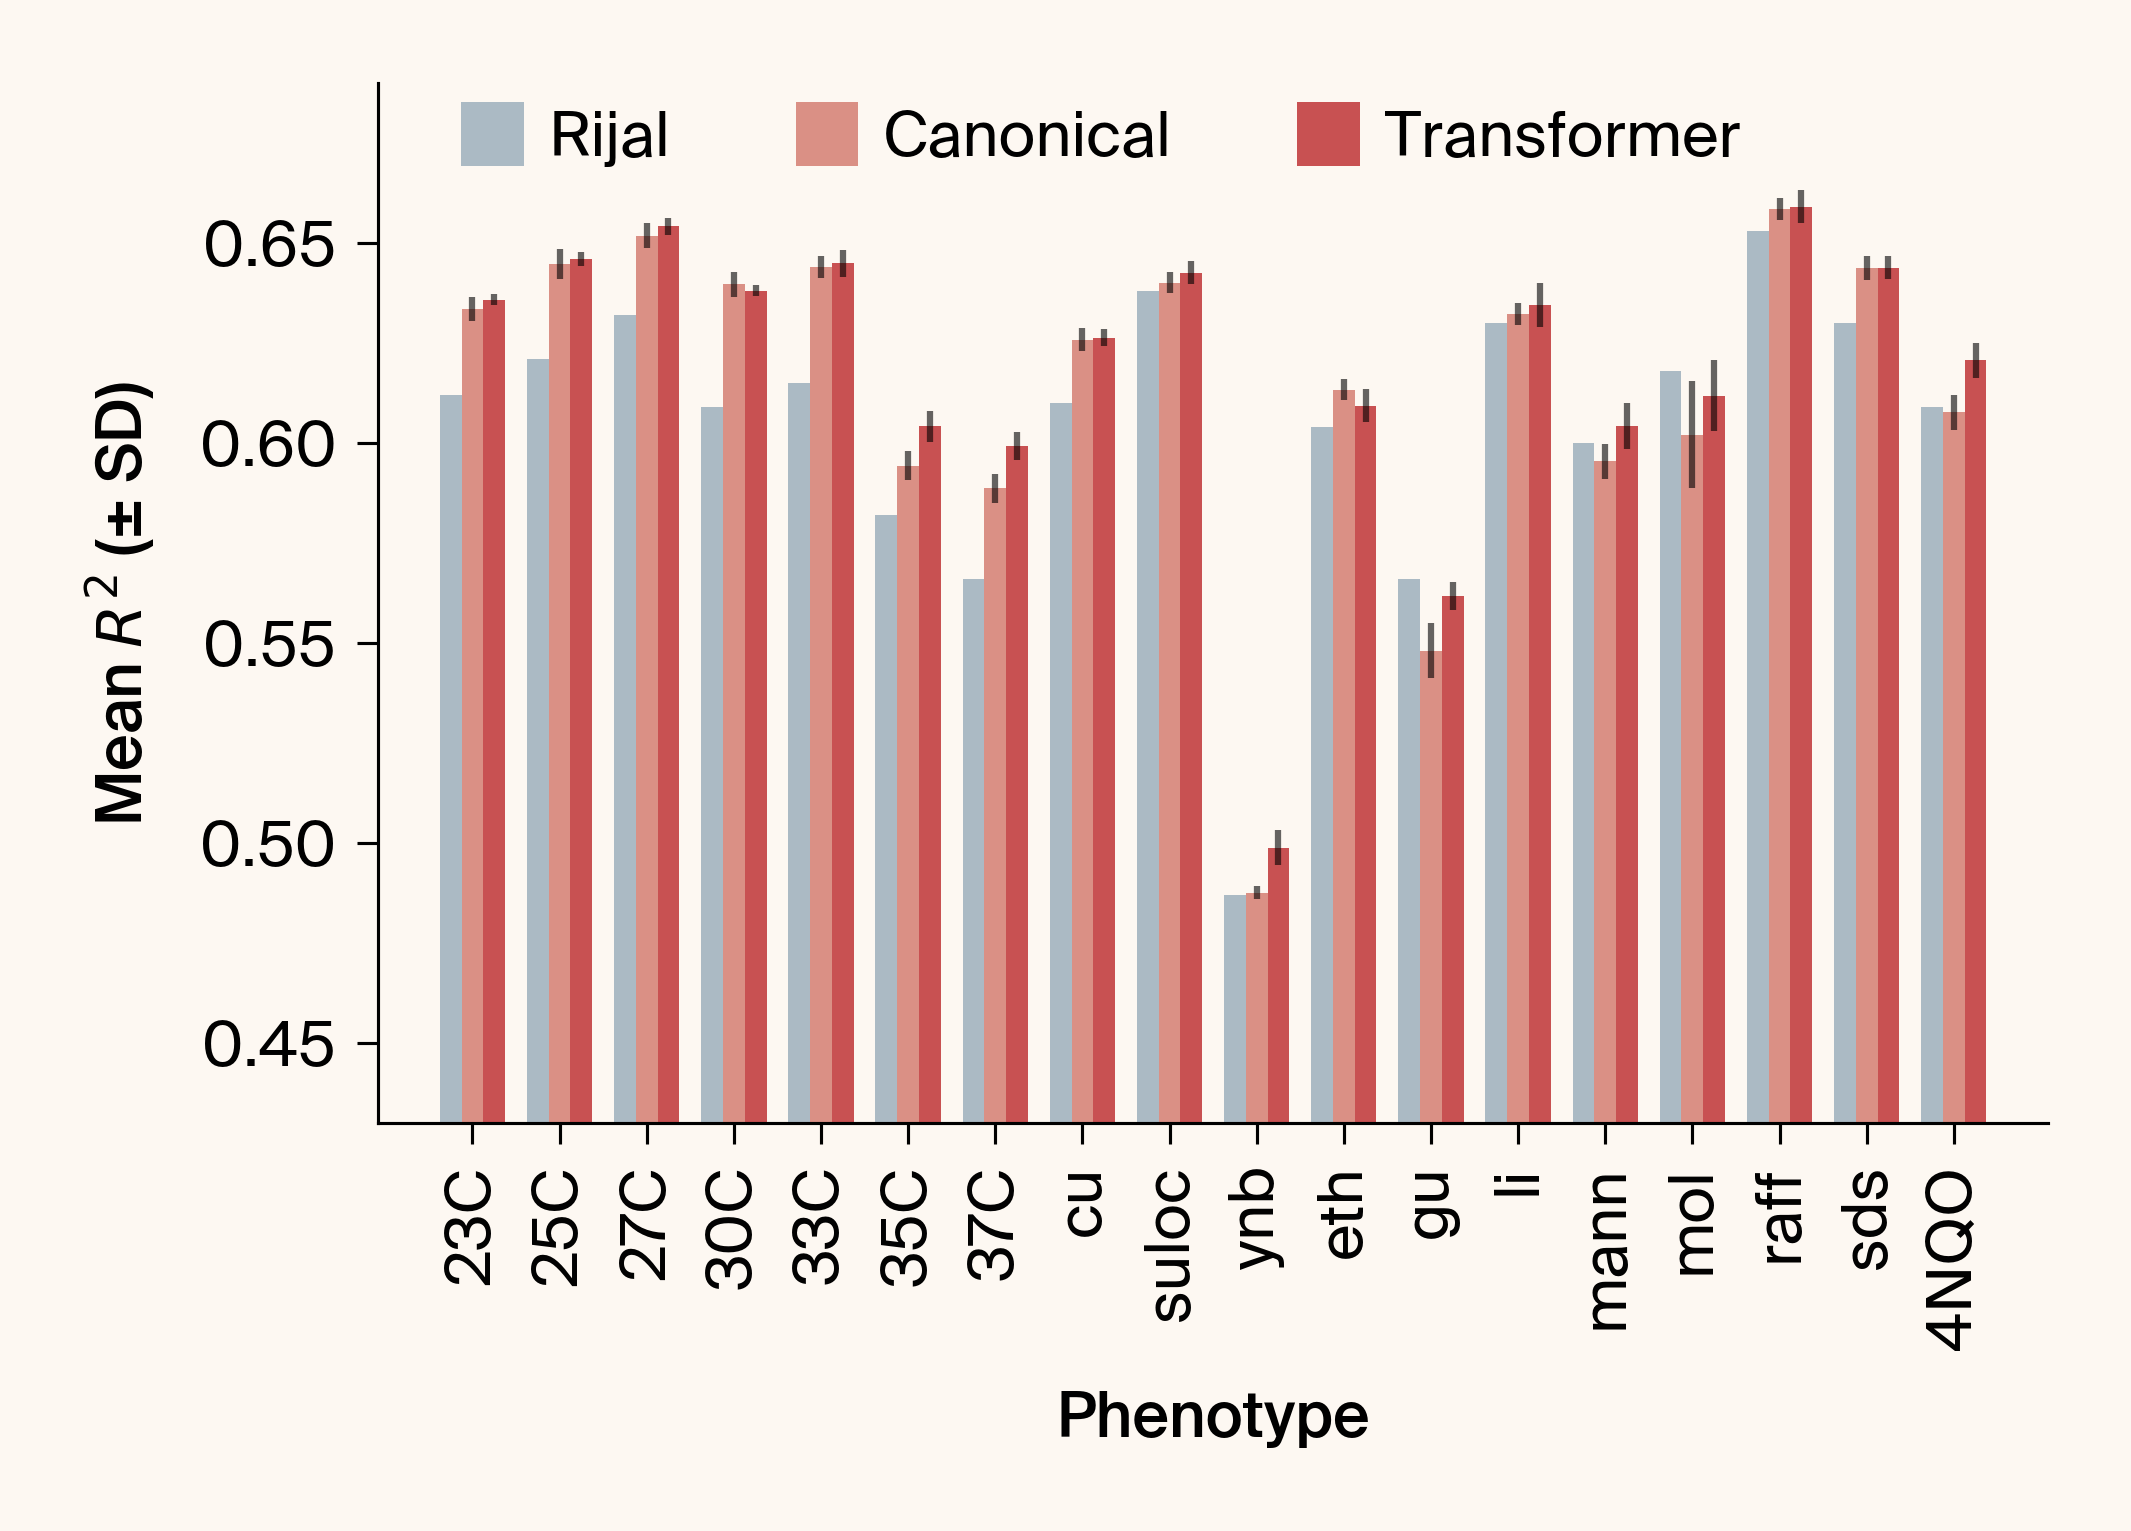 Rijal
Canonical
Transformer
Mean R² (± SD)
0.65
0.60
0.55
0.50
0.45
23C
25C
27C
30C
33C
35C
37C
cu
suloc
ynb
eth
gu
li
mann
mol
raff
sds
4NQO
Phenotype